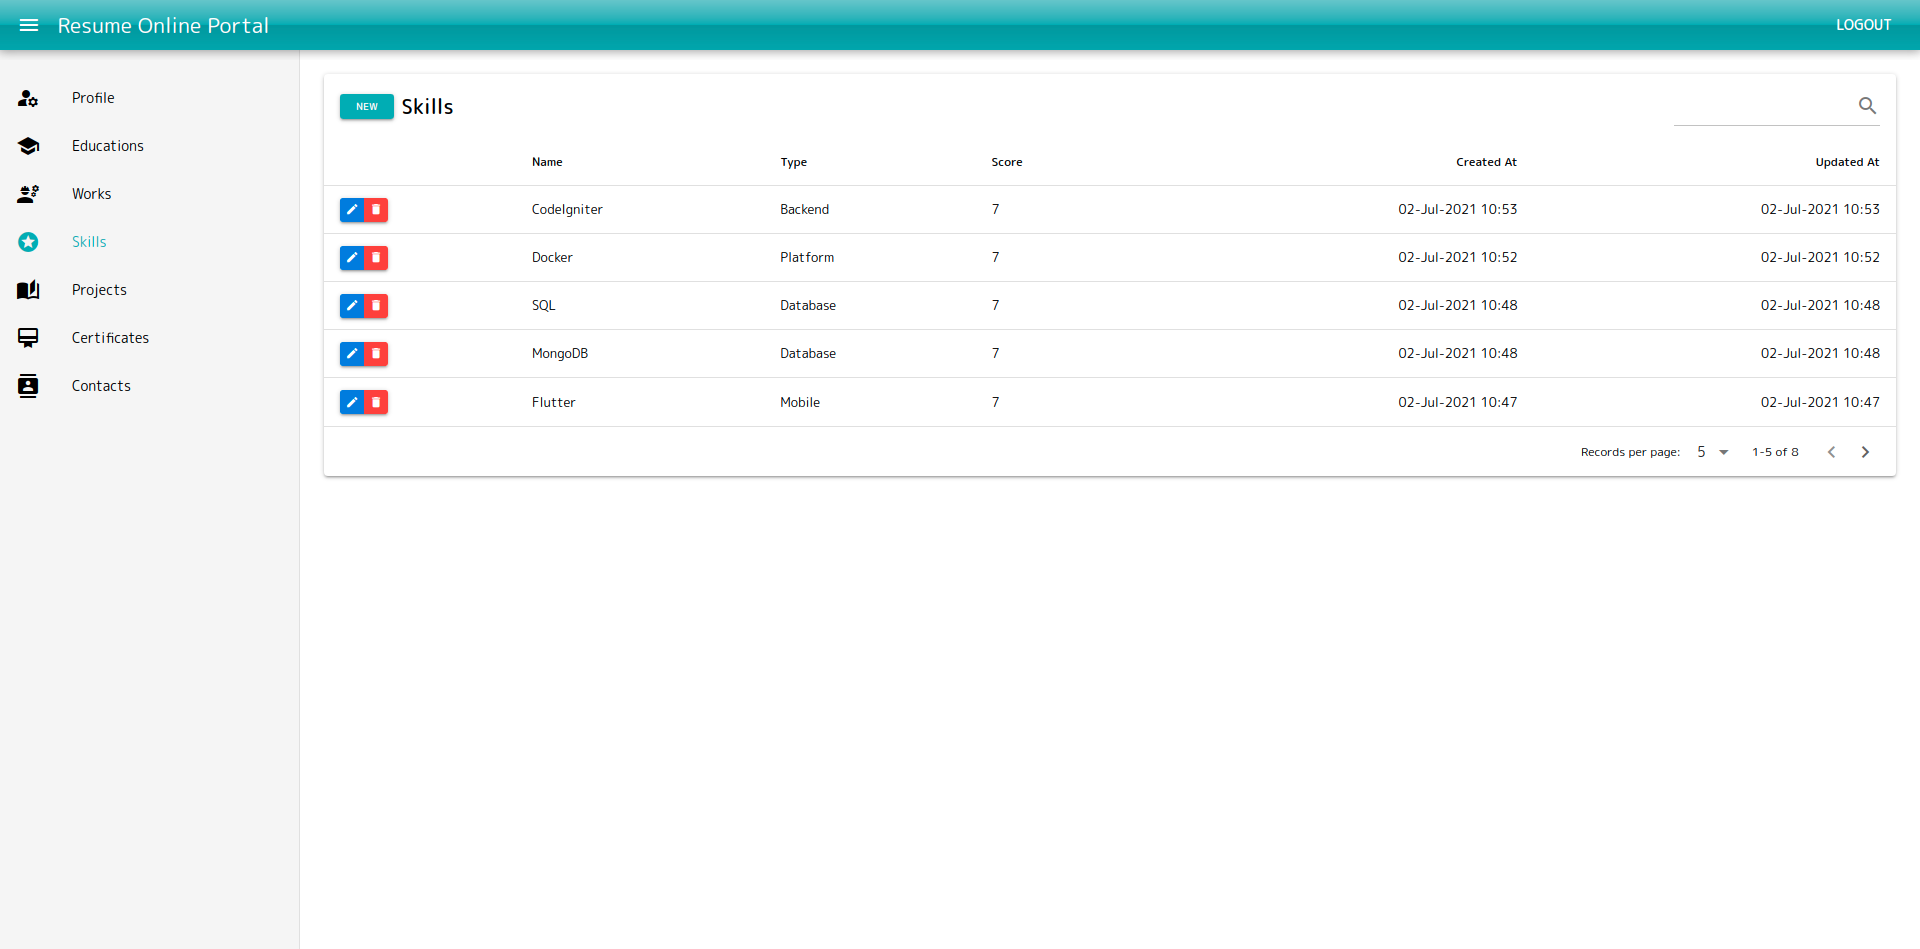 Resume Online Portal
LOGOUT
Profile
Educations
Works
Skills
Projects
Certificates
Contacts
NEW Skills
Name Type Score Created At Updated At
CodeIgniter Backend 7 02-Jul-2021 10:53 02-Jul-2021 10:53
Docker Platform 7 02-Jul-2021 10:52 02-Jul-2021 10:52
SQL Database 7 02-Jul-2021 10:48 02-Jul-2021 10:48
MongoDB Database 7 02-Jul-2021 10:48 02-Jul-2021 10:48
Flutter Mobile 7 02-Jul-2021 10:47 02-Jul-2021 10:47
Records per page: 5 1-5 of 8